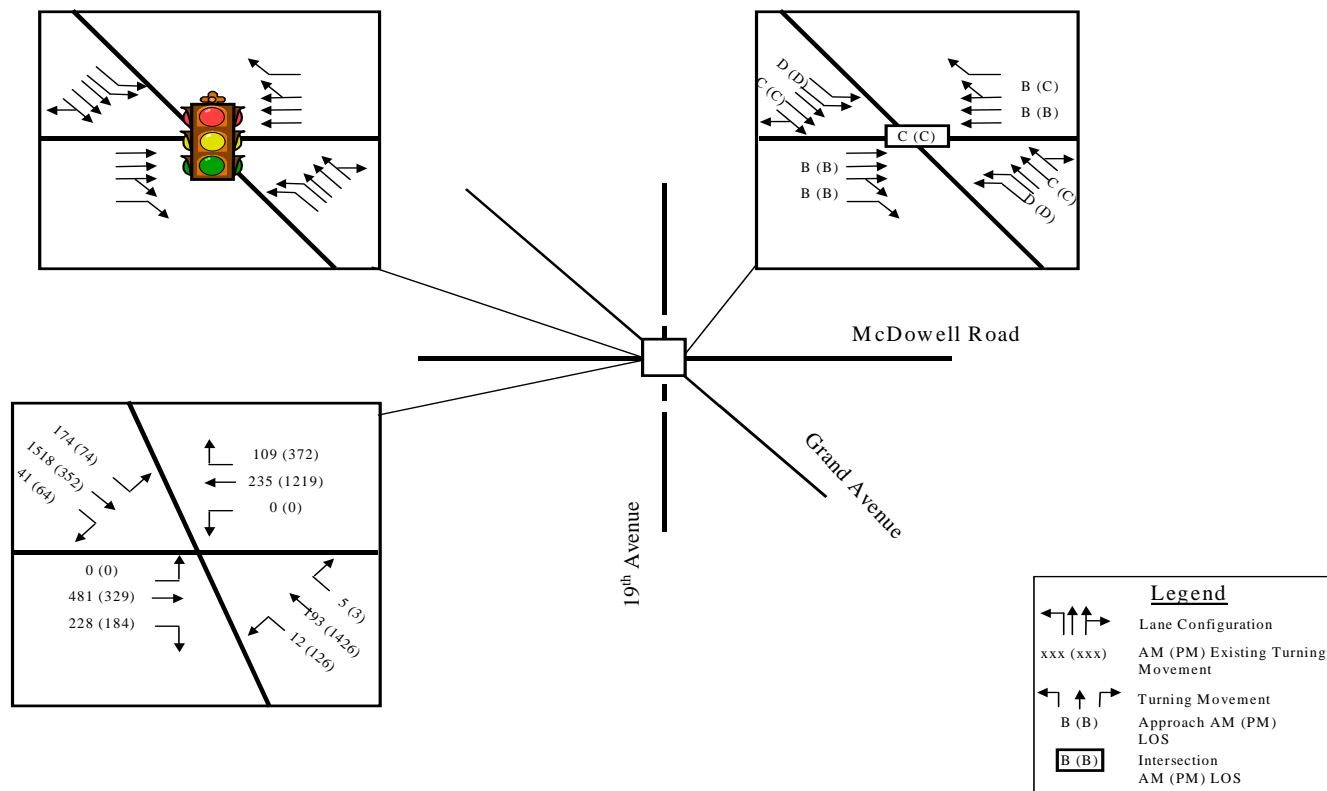 D (D)
C (C)
B (C)
B (B)
C (C)
B (B)
B (B)
C (C)
D (D)
McDowell Road
Grand Avenue
19th Avenue
174 (74)
1518 (352)
41 (64)
109 (372)
235 (1219)
0 (0)
0 (0)
481 (329)
228 (184)
5 (3)
193 (1426)
12 (126)
Legend
Lane Configuration
xxx (xxx)
AM (PM) Existing Turning
Movement
Turning Movement
B (B)
Approach AM (PM)
LOS
B (B)
Intersection
AM (PM) LOS